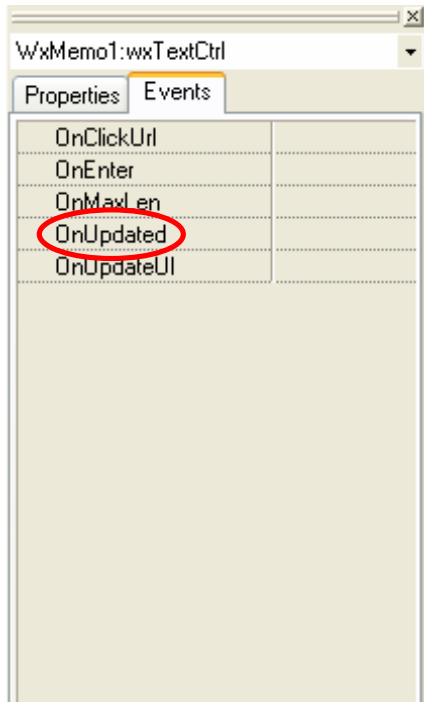 WxMemo1:wxTextCtrl
Properties Events
OnClickUrl
OnEnter
OnMaxLen
OnUpdated
OnUpdateUI